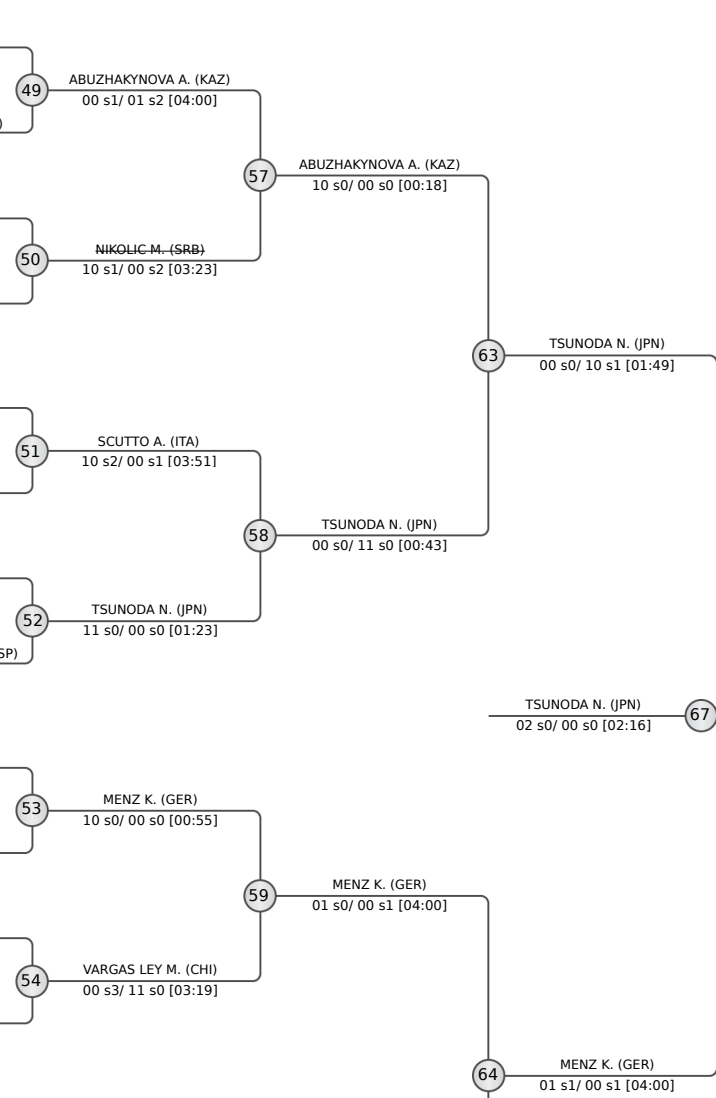 49
ABUZHAKYNOVA A. (KAZ)
00 s1/ 01 s2 [04:00]
)
57
ABUZHAKYNOVA A. (KAZ)
10 s0/ 00 s0 [00:18]
50
NIKOLIC M. (SRB)
10 s1/ 00 s2 [03:23]
63
TSUNODA N. (JPN)
00 s0/ 10 s1 [01:49]
51
SCUTTO A. (ITA)
10 s2/ 00 s1 [03:51]
58
TSUNODA N. (JPN)
00 s0/ 11 s0 [00:43]
52
TSUNODA N. (JPN)
11 s0/ 00 s0 [01:23]
SP)
TSUNODA N. (JPN)
02 s0/ 00 s0 [02:16]
67
53
MENZ K. (GER)
10 s0/ 00 s0 [00:55]
59
MENZ K. (GER)
01 s0/ 00 s1 [04:00]
54
VARGAS LEY M. (CHI)
00 s3/ 11 s0 [03:19]
64
MENZ K. (GER)
01 s1/ 00 s1 [04:00]